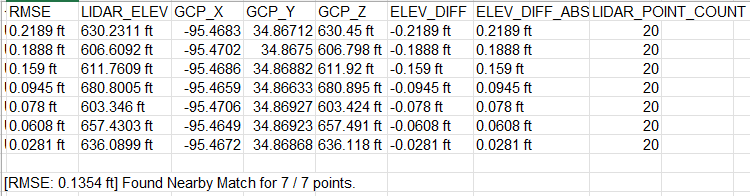 RMSE LIDAR_ELEV GCP_X GCP_Y GCP_Z ELEV_DIFF ELEV_DIFF_ABS LIDAR_POINT_COUNT
0.2189 ft 630.2311 ft -95.4683 34.86712 630.45 ft -0.2189 ft 0.2189 ft 20
0.1888 ft 606.6092 ft -95.4702 34.8675 606.798 ft -0.1888 ft 0.1888 ft 20
0.159 ft 611.7609 ft -95.4686 34.86882 611.92 ft -0.159 ft 0.159 ft 20
0.0945 ft 680.8005 ft -95.4659 34.86633 680.895 ft -0.0945 ft 0.0945 ft 20
0.078 ft 603.346 ft -95.4706 34.86927 603.424 ft -0.078 ft 0.078 ft 20
0.0608 ft 657.4303 ft -95.4649 34.86923 657.491 ft -0.0608 ft 0.0608 ft 20
0.0281 ft 636.0899 ft -95.4672 34.86868 636.118 ft -0.0281 ft 0.0281 ft 20
[RMSE: 0.1354 ft] Found Nearby Match for 7 / 7 points.